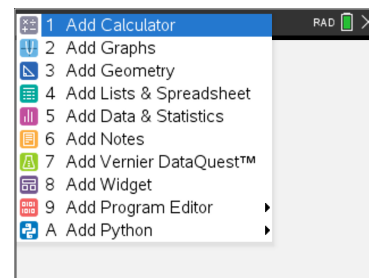 1 Add Calculator
RAD
2 Add Graphs
3 Add Geometry
4 Add Lists & Spreadsheet
5 Add Data & Statistics
6 Add Notes
7 Add Vernier DataQuest™
8 Add Widget
9 Add Program Editor
A Add Python